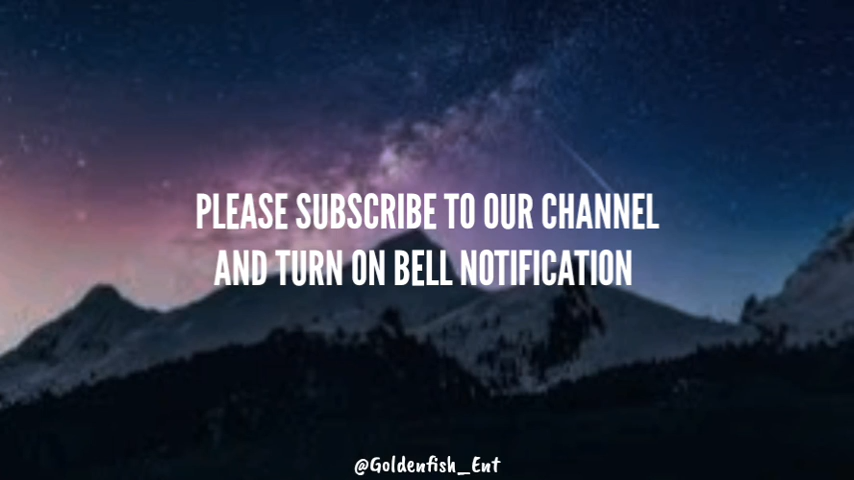 PLEASE SUBSCRIBE TO OUR CHANNEL
AND TURN ON BELL NOTIFICATION
@Goldenfish_Ent